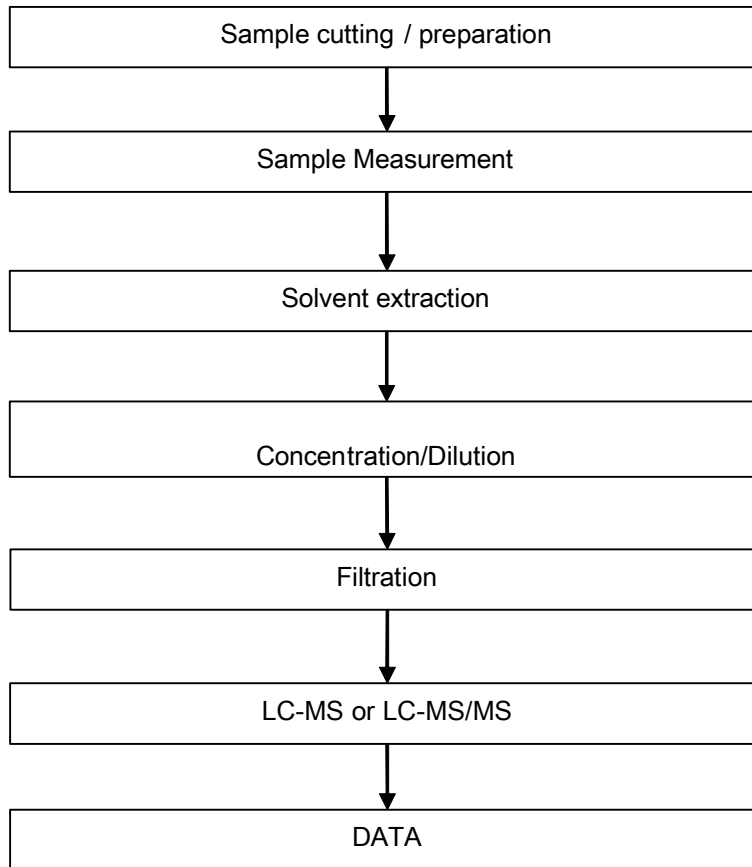 Sample cutting / preparation
Sample Measurement
Solvent extraction
Concentration/Dilution
Filtration
LC-MS or LC-MS/MS
DATA